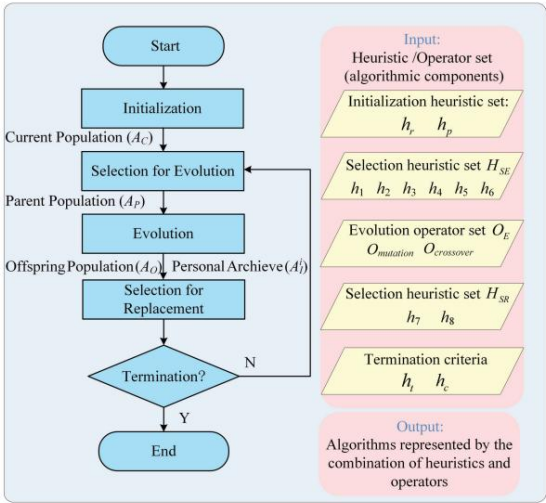 Start
Initialization
Current Population (A_C)
Selection for Evolution
Parent Population (A_P)
Evolution
Offspring Population (A_O) Personal Archieve (A_I^i)
Selection for
Replacement
Termination?
N
Y
End
Input:
Heuristic /Operator set
(algorithmic components)
Initialization heuristic set:
h_r h_p
Selection heuristic set H_SE
h_1 h_2 h_3 h_4 h_5 h_6
Evolution operator set O_E
O_mutation O_crossover
Selection heuristic set H_SR
h_7 h_8
Termination criteria
h_t h_c
Output:
Algorithms represented by the
combination of heuristics and
operators